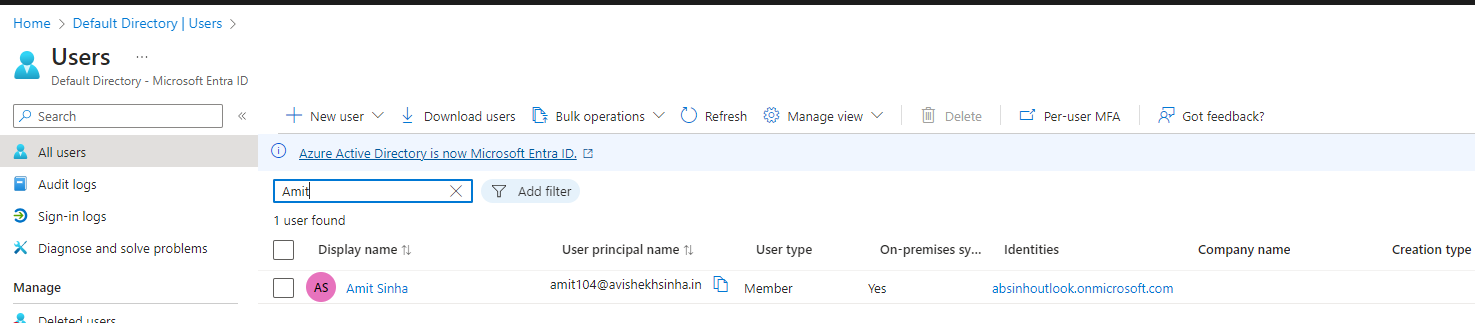 Home > Default Directory | Users >
Users ...
Default Directory - Microsoft Entra ID
Search «
New user Download users Bulk operations Refresh Manage view Delete Per-user MFA Got feedback?
All users
Audit logs
Sign-in logs
Diagnose and solve problems
Manage
Deleted users
Azure Active Directory is now Microsoft Entra ID.
Amit Add filter
1 user found
Display name User principal name User type On-premises sy... Identities Company name Creation type
AS Amit Sinha amit104@avishekhsinha.in Member Yes absinhoutlook.onmicrosoft.com